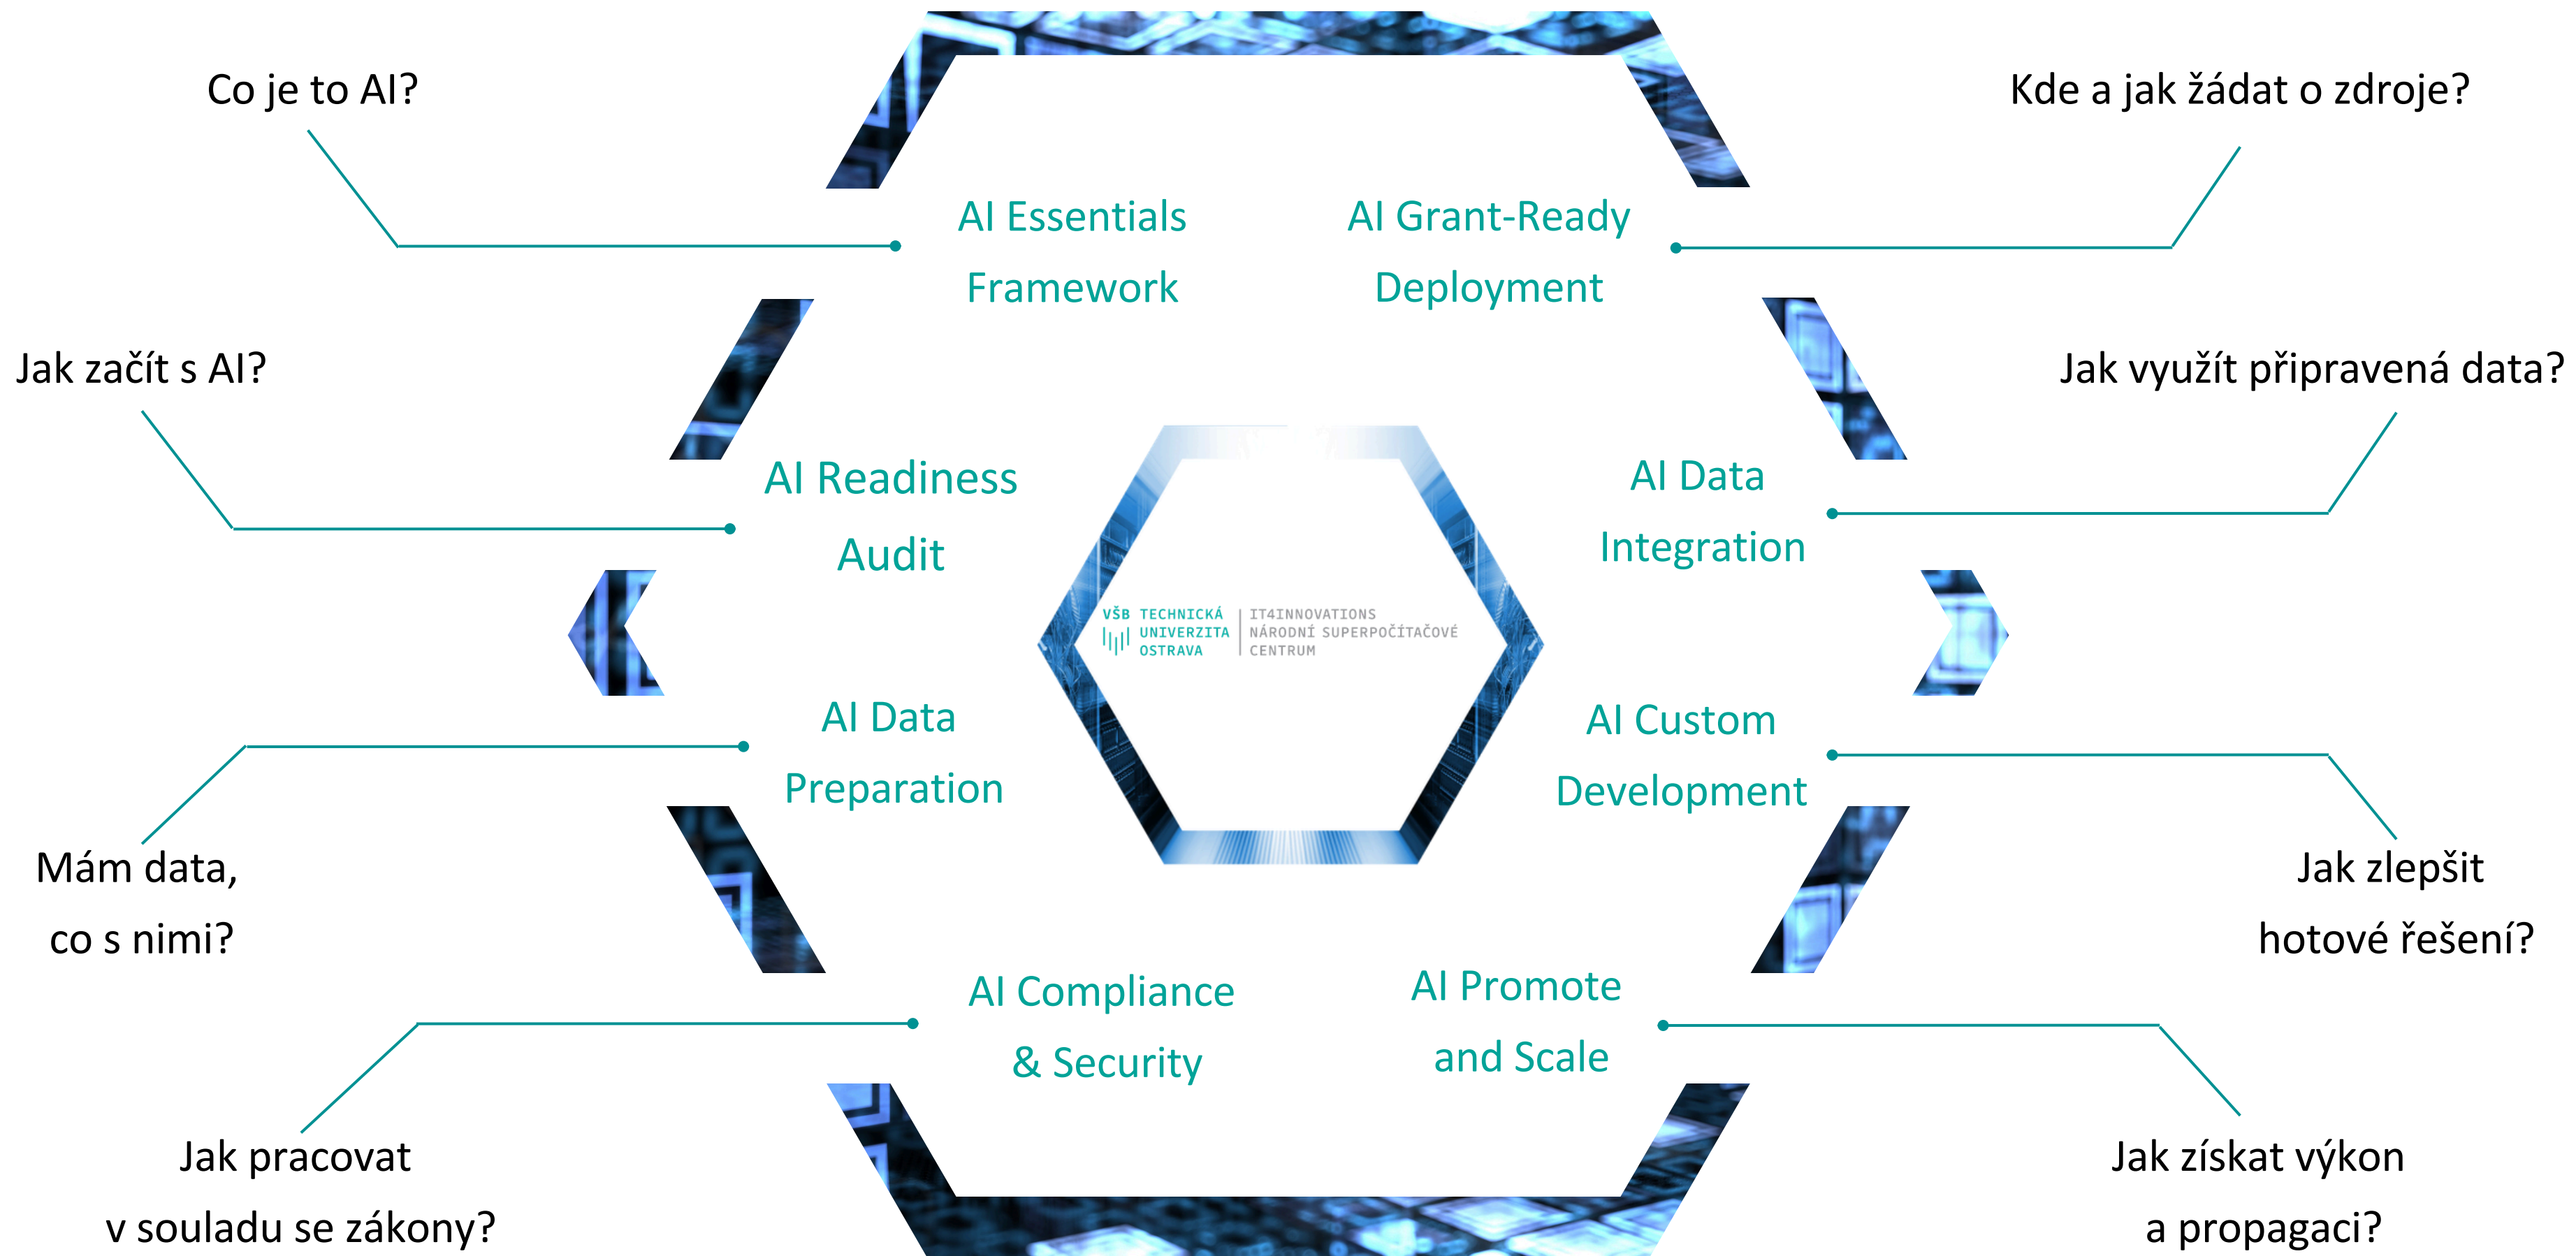 Co je to AI?
Kde a jak žádat o zdroje?
AI Essentials
Framework
AI Grant-Ready
Deployment
Jak začít s AI?
Jak využít připravená data?
AI Readiness
Audit
AI Data
Integration
VŠB TECHNICKÁ
UNIVERZITA
OSTRAVA
IT4INNOVATIONS
NÁRODNÍ SUPERPOČÍTAČOVÉ
CENTRUM
AI Data
Preparation
AI Custom
Development
Mám data,
co s nimi?
Jak zlepšit
hotové řešení?
AI Compliance
& Security
AI Promote
and Scale
Jak pracovat
v souladu se zákony?
Jak získat výkon
a propagaci?